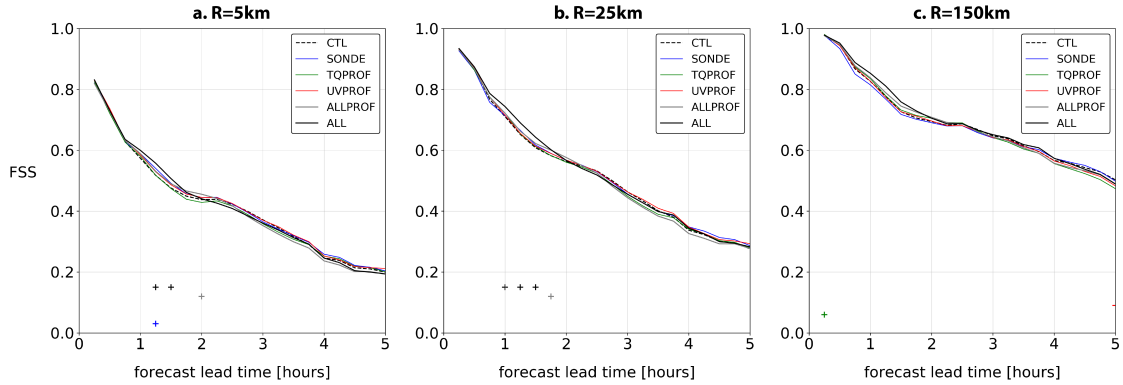 a. R=5km
b. R=25km
c. R=150km
FSS
1.0
0.8
0.6
0.4
0.2
0.0
0 1 2 3 4 5
CTL
SONDE
TQPROF
UVPROF
ALLPROF
ALL
forecast lead time [hours]
1.0
0.8
0.6
0.4
0.2
0.0
0 1 2 3 4 5
CTL
SONDE
TQPROF
UVPROF
ALLPROF
ALL
forecast lead time [hours]
1.0
0.8
0.6
0.4
0.2
0.0
0 1 2 3 4 5
CTL
SONDE
TQPROF
UVPROF
ALLPROF
ALL
forecast lead time [hours]